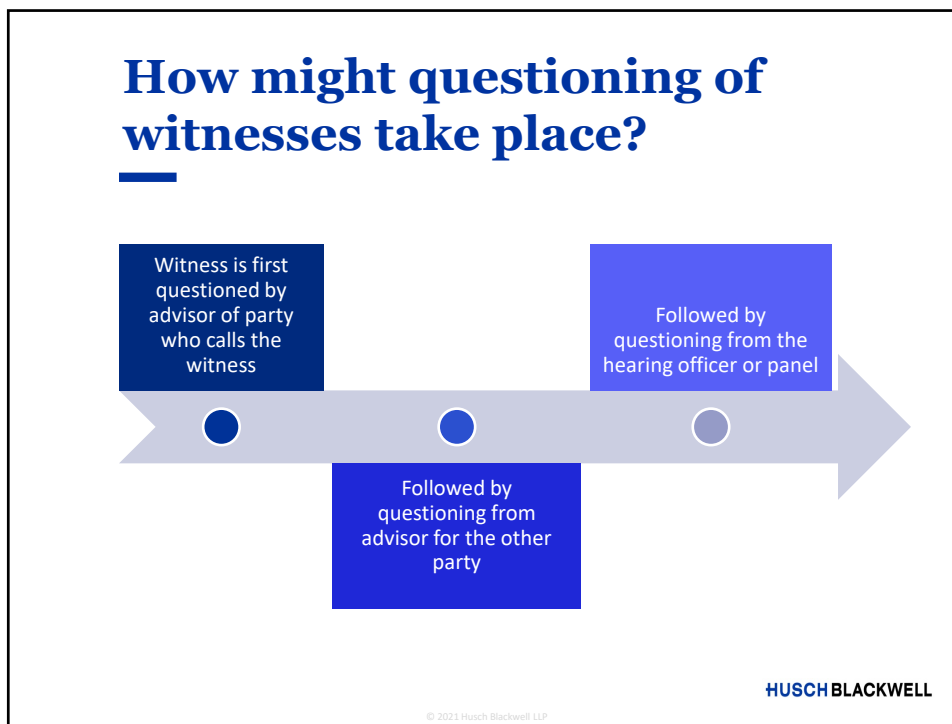 How might questioning of
witnesses take place?
Witness is first
questioned by
advisor of party
who calls the
witness
Followed by
questioning from
advisor for the other
party
Followed by
questioning from the
hearing officer or panel
HUSCH BLACKWELL
© 2021 Husch Blackwell LLP